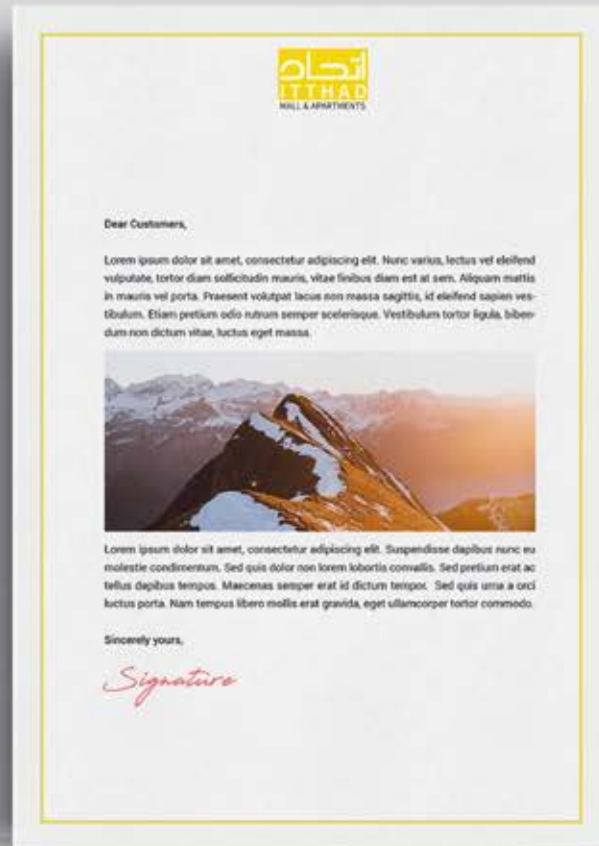 اتحاد
ITTHAD
MALL & APARTMENTS
Dear Customers,
Lorem ipsum dolor sit amet, consectetur adipiscing elit. Nunc varius, lectus vel eleifend
vulputate, tortor diam sollicitudin mauris, vitae finibus diam est at sem. Aliquam mattis
in mauris vel porta. Praesent volutpat lacus non massa sagittis, id eleifend sapien ves-
tibulum. Etiam pretium odio rutrum semper scelerisque. Vestibulum tortor ligula, biben-
dum non dictum vitae, luctus eget massa.
Lorem ipsum dolor sit amet, consectetur adipiscing elit. Suspendisse dapibus nunc eu
molestie condimentum. Sed quis dolor non lorem lobortis convallis. Sed pretium erat ac
tellus dapibus tempus. Maecenas semper erat id dictum tempor. Sed quis urna a orci
luctus porta. Nam tempus libero mollis erat gravida, eget ullamcorper tortor commodo.
Sincerely yours,
Signature